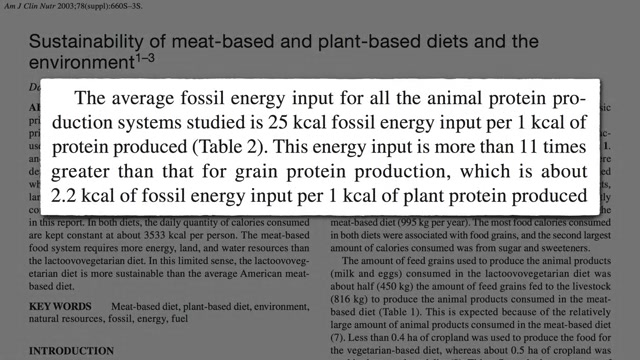 Am J Clin Nutr 2003;78(suppl):660S–3S.
Sustainability of meat-based and plant-based diets and the
environment1–3
The average fossil energy input for all the animal protein pro-
duction systems studied is 25 kcal fossil energy input per 1 kcal of
protein produced (Table 2). This energy input is more than 11 times
greater than that for grain protein production, which is about
2.2 kcal of fossil energy input per 1 kcal of plant protein produced
in this report. In both diets, the daily quantity of calories consumed
are kept constant at about 3533 kcal per person. The meat-based
food system requires more energy, land, and water resources than
the lactoovovegetarian diet. In this limited sense, the lactoovoveg-
etarian diet is more sustainable than the average American meat-
based diet.
KEY WORDS Meat-based diet, plant-based diet, environment,
natural resources, fossil, energy, fuel
INTRODUCTION
meat-based diet (995 kg per year). The most food calories consumed
in both diets were associated with food grains, and the second largest
amount of calories consumed was from sugar and sweeteners.
The amount of feed grains used to produce the animal products
(milk and eggs) consumed in the lactoovovegetarian diet was
about half (450 kg) the amount of feed grains fed to the livestock
(816 kg) to produce the animal products consumed in the meat-
based diet (Table 1). This is expected because of the relatively
large amount of animal products consumed in the meat-based diet
(7). Less than 0.4 ha of cropland was used to produce the food for
the vegetarian-based diet, whereas about 0.5 ha of cropland was